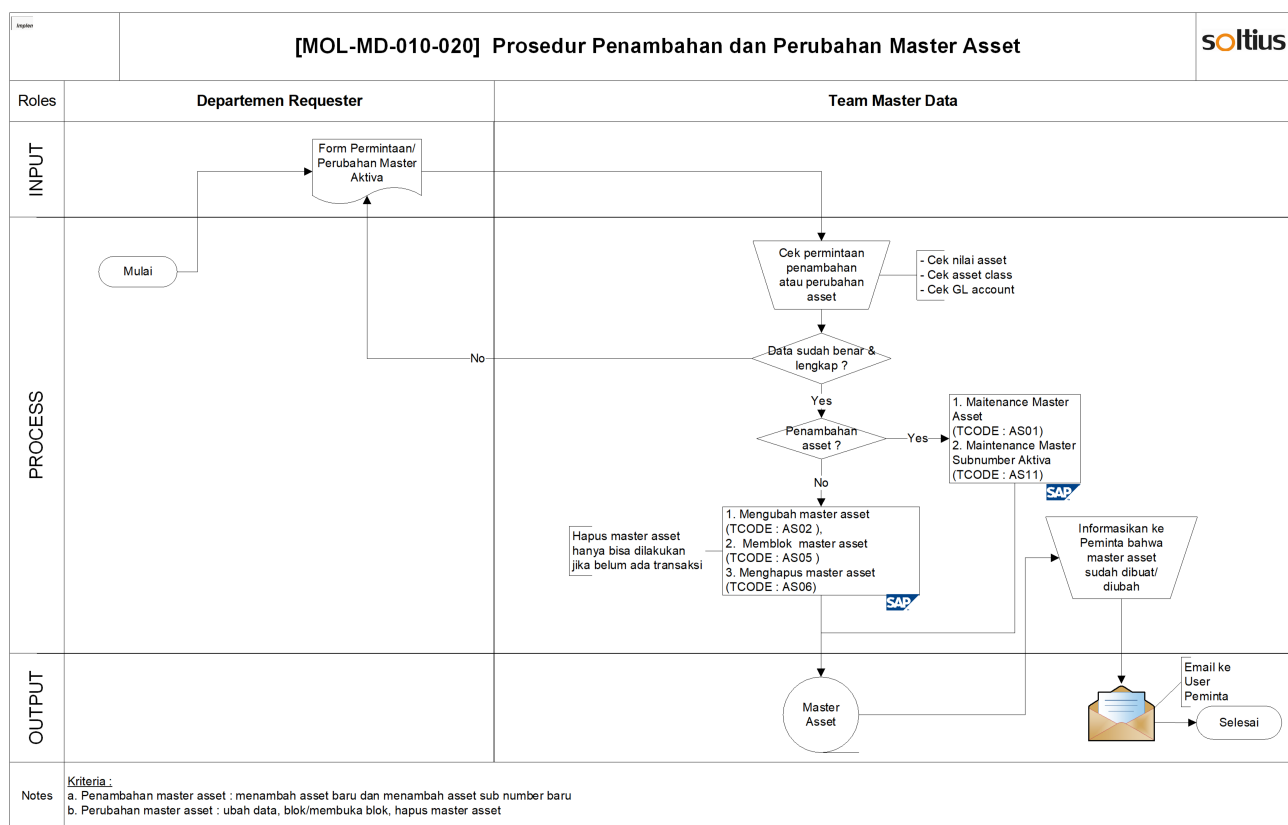 Implen
[MOL-MD-010-020] Prosedur Penambahan dan Perubahan Master Asset
soltius
Roles
Departemen Requester
Team Master Data
INPUT
Form Permintaan/
Perubahan Master
Aktiva
PROCESS
Mulai
Cek permintaan
penambahan
atau perubahan
asset
- Cek nilai asset
- Cek asset class
- Cek GL account
Data sudah benar &
lengkap ?
No
Yes
Penambahan
asset ?
Yes
1. Maitenance Master
Asset
(TCODE : AS01)
2. Maintenance Master
Subnumber Aktiva
(TCODE : AS11)
SAP
No
Hapus master asset
hanya bisa dilakukan
jika belum ada transaksi
1. Mengubah master asset
(TCODE : AS02 ),
2. Memblok master asset
(TCODE : AS05 )
3. Menghapus master asset
(TCODE : AS06)
SAP
Informasikan ke
Peminta bahwa
master asset
sudah dibuat/
diubah
OUTPUT
Master
Asset
Email ke
User
Peminta
Selesai
Notes
Kriteria :
a. Penambahan master asset : menambah asset baru dan menambah asset sub number baru
b. Perubahan master asset : ubah data, blok/membuka blok, hapus master asset